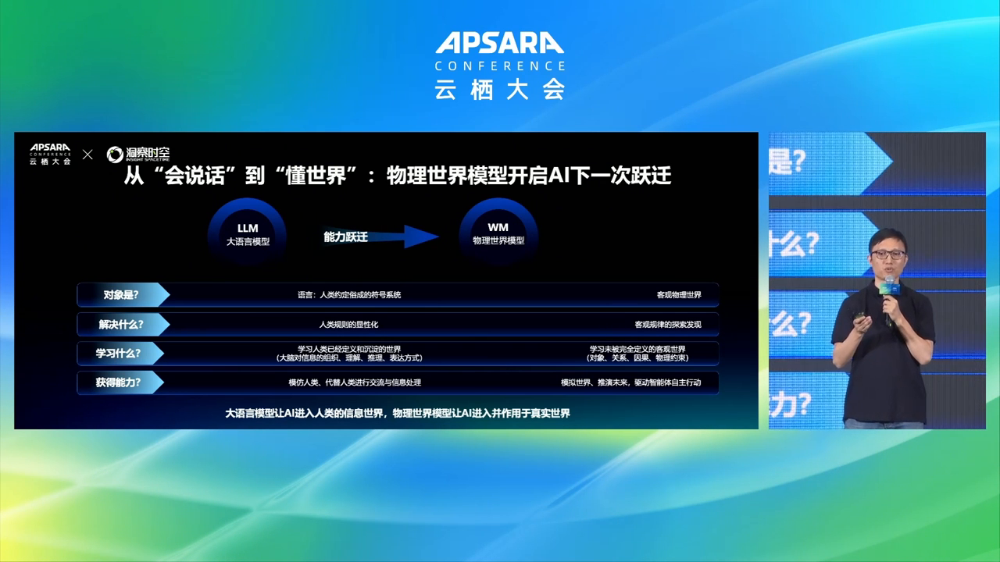 APSARA
CONFERENCE
云栖大会
APSARA
CONFERENCE
云栖大会
洞察时空
INSIGHT SPACETIME
从“会说话”到“懂世界”：物理世界模型开启AI下一次跃迁
LLM
大语言模型
能力跃迁
WM
物理世界模型
对象是?
语言：人类约定俗成的符号系统
客观物理世界
解决什么?
人类规则的显性化
客观规律的探索发现
学习什么?
学习人类已经定义和沉淀的世界
（大脑对信息的组织、理解、推理、表达方式）
学习未被完全定义的客观世界
（对象、关系、因果、物理约束）
获得能力?
模仿人类、代替人类进行交流与信息处理
模拟世界、推演未来，驱动智能体自主行动
大语言模型让AI进入人类的信息世界，物理世界模型让AI进入并作用于真实世界
是?
什么?
么?
力?